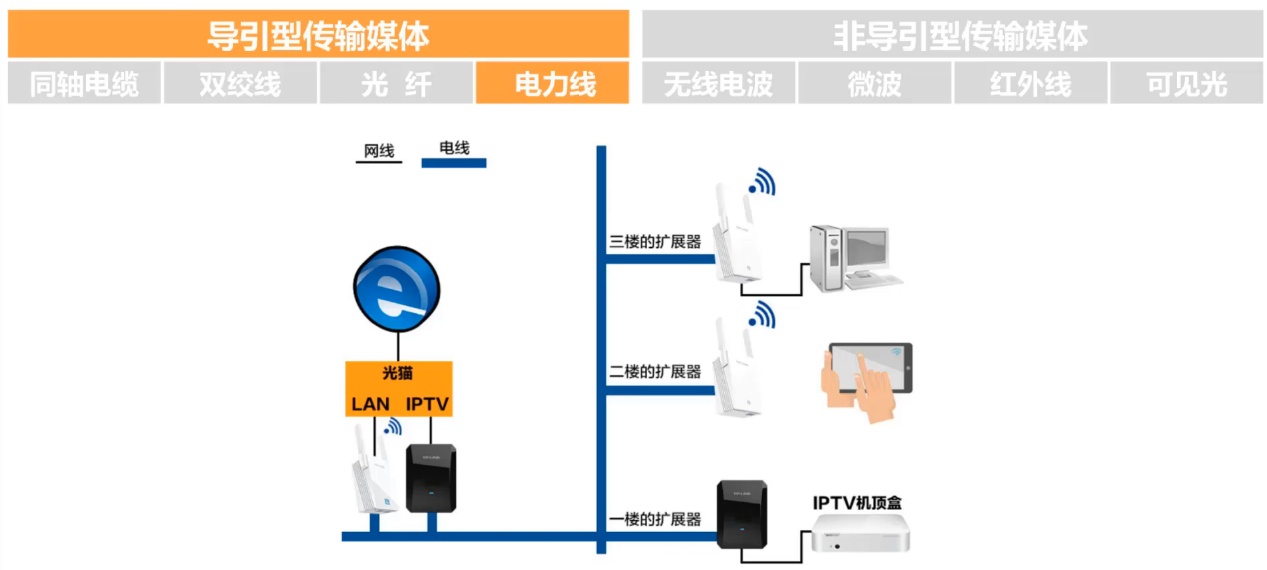 导引型传输媒体
非导引型传输媒体
同轴电缆
双绞线
光 纤
电力线
无线电波
微波
红外线
可见光
网线
电线
三楼的扩展器
光猫
二楼的扩展器
LAN IPTV
IPTV机顶盒
一楼的扩展器